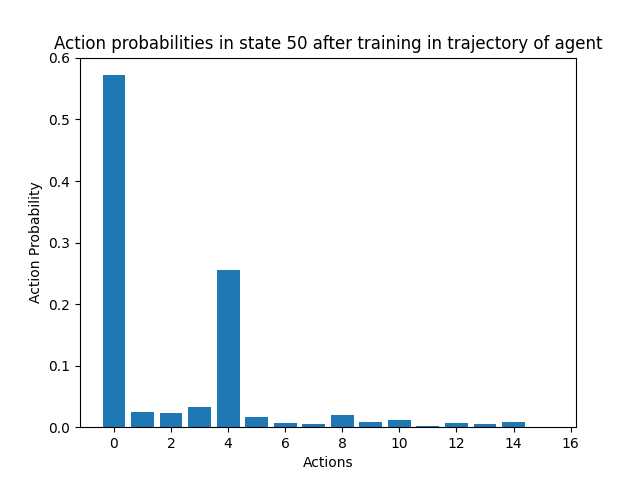 Action probabilities in state 50 after training in trajectory of agent
0.6
0.5
0.4
0.3
0.2
0.1
0.0
Action Probability
0 2 4 6 8 10 12 14 16
Actions